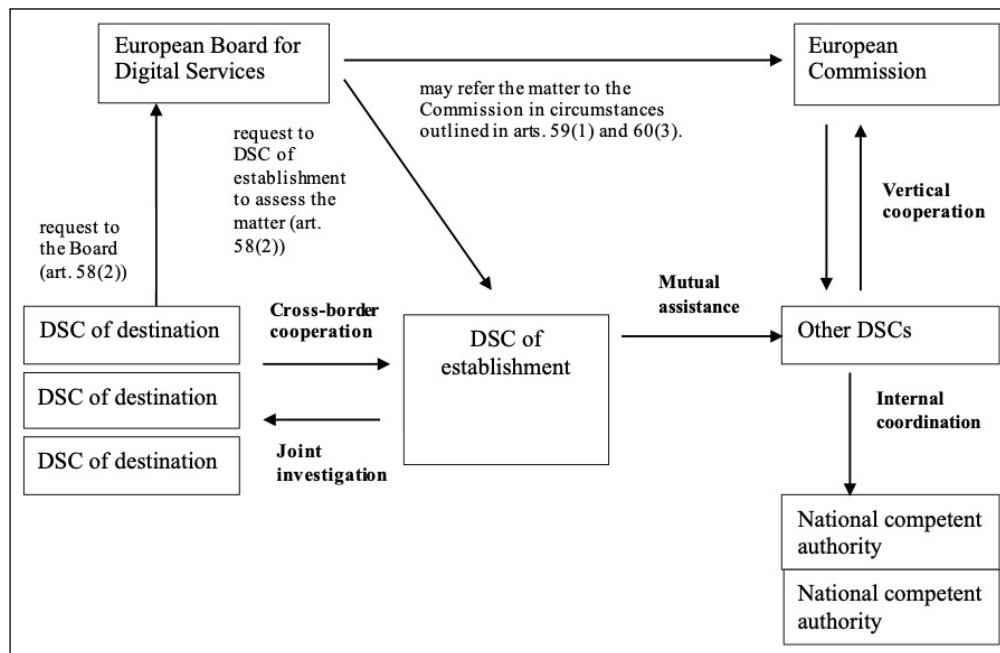 European Board for
Digital Services
European
Commission
may refer the matter to the
Commission in circumstances
outlined in arts. 59(1) and 60(3).
request to
DSC of
establishment
to assess the
matter (art.
58(2))
request to
the Board
(art. 58(2))
Vertical
cooperation
DSC of destination
DSC of destination
DSC of destination
Cross-border
cooperation
Joint
investigation
DSC of
establishment
Mutual
assistance
Other DSCs
Internal
coordination
National competent
authority
National competent
authority